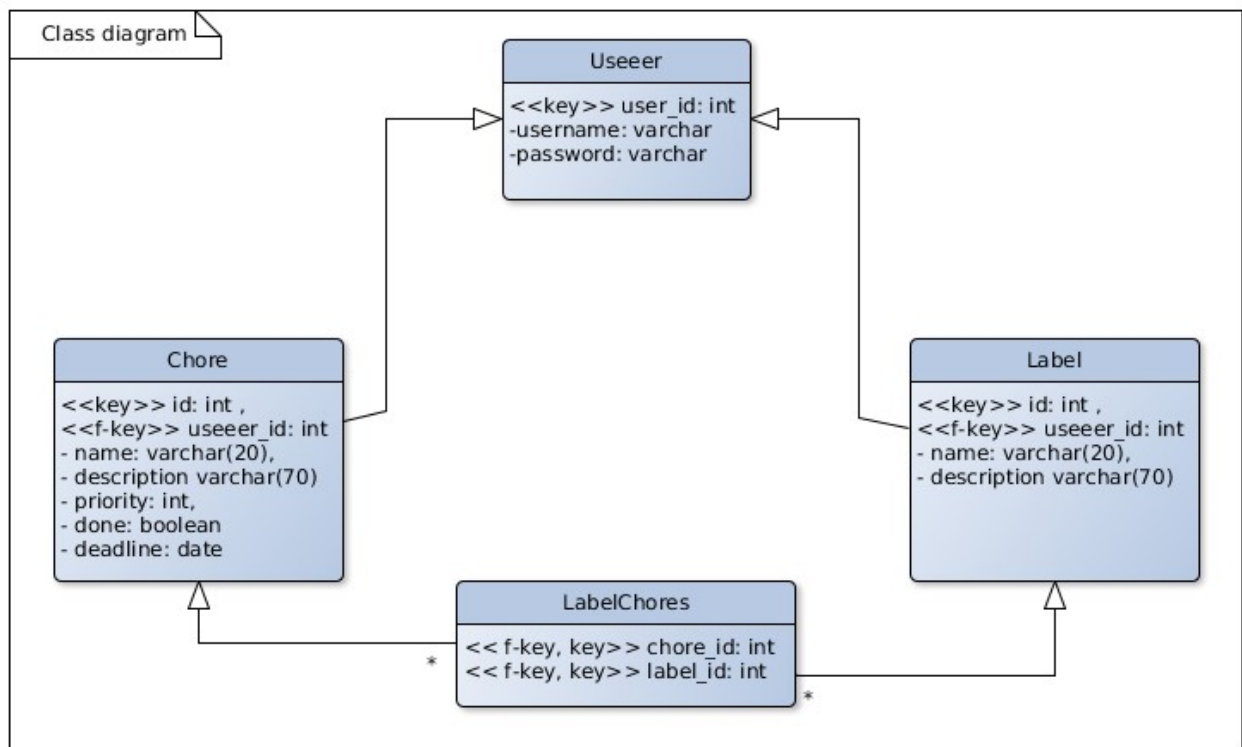 Class diagram
Useeer
<<key>> user_id: int
-username: varchar
-password: varchar
Chore
<<key>> id: int ,
<<f-key>> useeer_id: int
- name: varchar(20),
- description varchar(70)
- priority: int,
- done: boolean
- deadline: date
Label
<<key>> id: int ,
<<f-key>> useeer_id: int
- name: varchar(20),
- description varchar(70)
LabelChores
<< f-key, key>> chore_id: int
<< f-key, key>> label_id: int
*
*